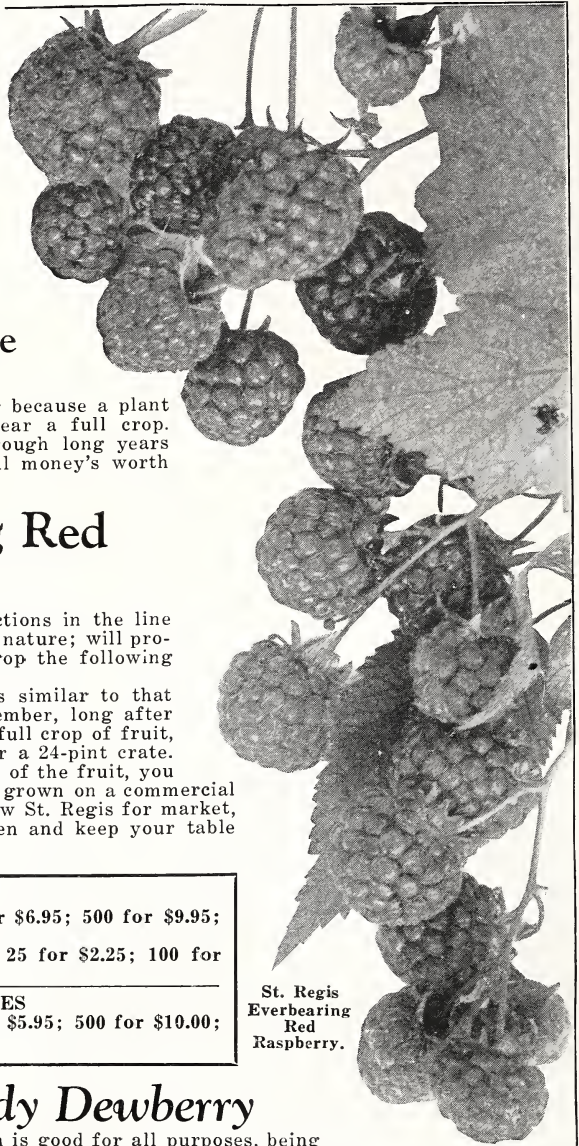 e
because a plant
ear a full crop.
rough long years
l money's worth
g Red
ctions in the line
nature; will pro-
rop the following
s similar to that
ember, long after
full crop of fruit,
r a 24-pint crate.
of the fruit, you
grown on a commercial
w St. Regis for market,
en and keep your table
r $6.95; 500 for $9.95;
25 for $2.25; 100 for
ES
$5.95; 500 for $10.00;
St. Regis
Everbearing
Red
Raspberry.
dy Dewberry
is good for all purposes, being